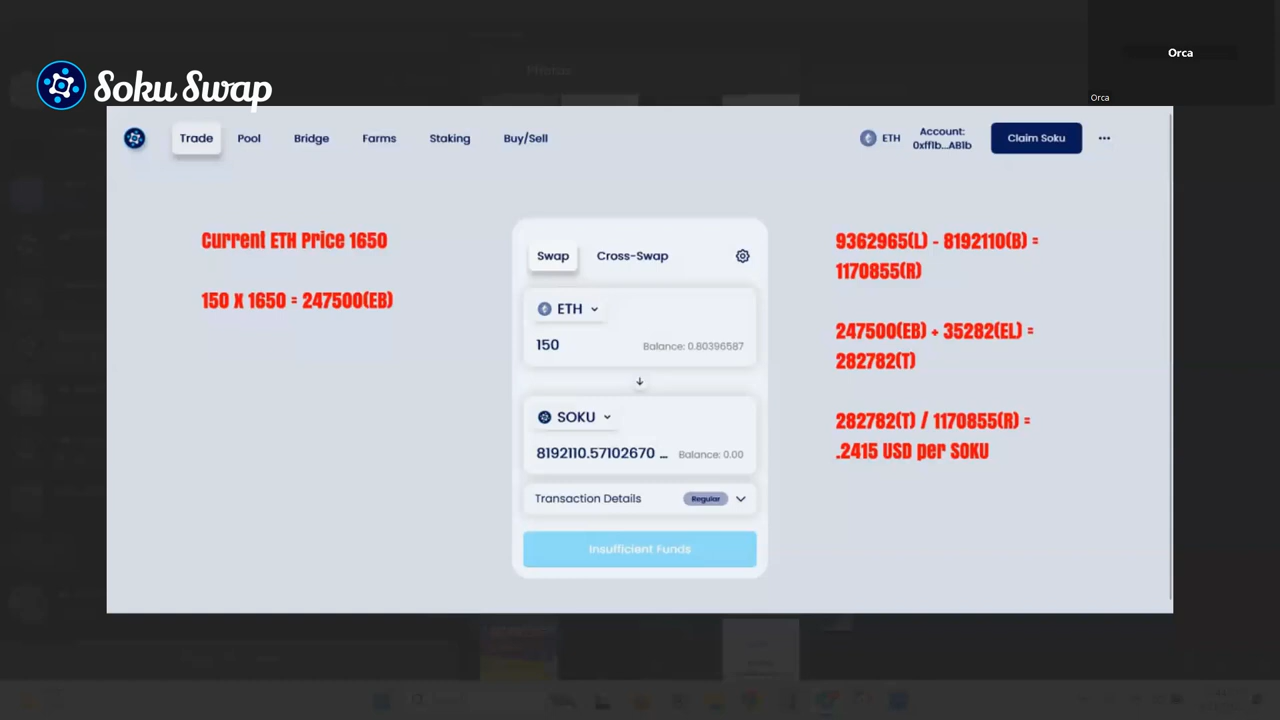 Orca
Orca
Soku Swap
Trade Pool Bridge Farms Staking Buy/Sell
ETH
Account:
0xff1b...AB1b
Claim Soku
Current ETH Price 1650
150 X 1650 = 247500(EB)
Swap Cross-Swap
ETH
150 Balance: 0.80396587
SOKU
8192110.57102670 ... Balance: 0.00
Transaction Details Regular
Insufficient Funds
9362965(L) - 8192110(B) =
1170855(R)
247500(EB) + 35282(EL) =
282782(T)
282782(T) / 1170855(R) =
.2415 USD per SOKU